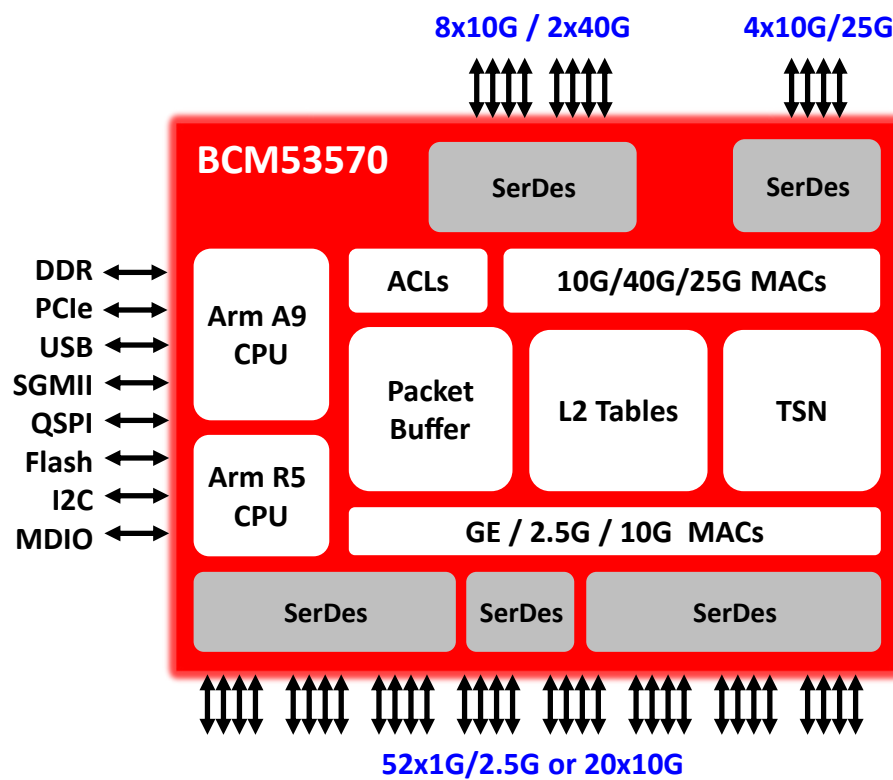 8x10G / 2x40G
4x10G/25G
BCM53570
SerDes
SerDes
DDR
PCIe
USB
SGMII
QSPI
Flash
I2C
MDIO
Arm A9
CPU
Arm R5
CPU
ACLs
10G/40G/25G MACs
Packet
Buffer
L2 Tables
TSN
GE / 2.5G / 10G MACs
SerDes
SerDes
SerDes
52x1G/2.5G or 20x10G